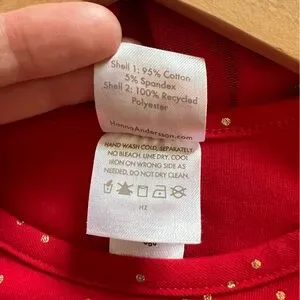 Shell 1: 95% Cotton
5% Spandex
Shell 2: 100% Recycled
Polyester
HannaAndersson.com
HAND WASH COLD, SEPARATELY.
NO BLEACH. LINE DRY. COOL
IRON ON WRONG SIDE AS
NEEDED, DO NOT DRY CLEAN.